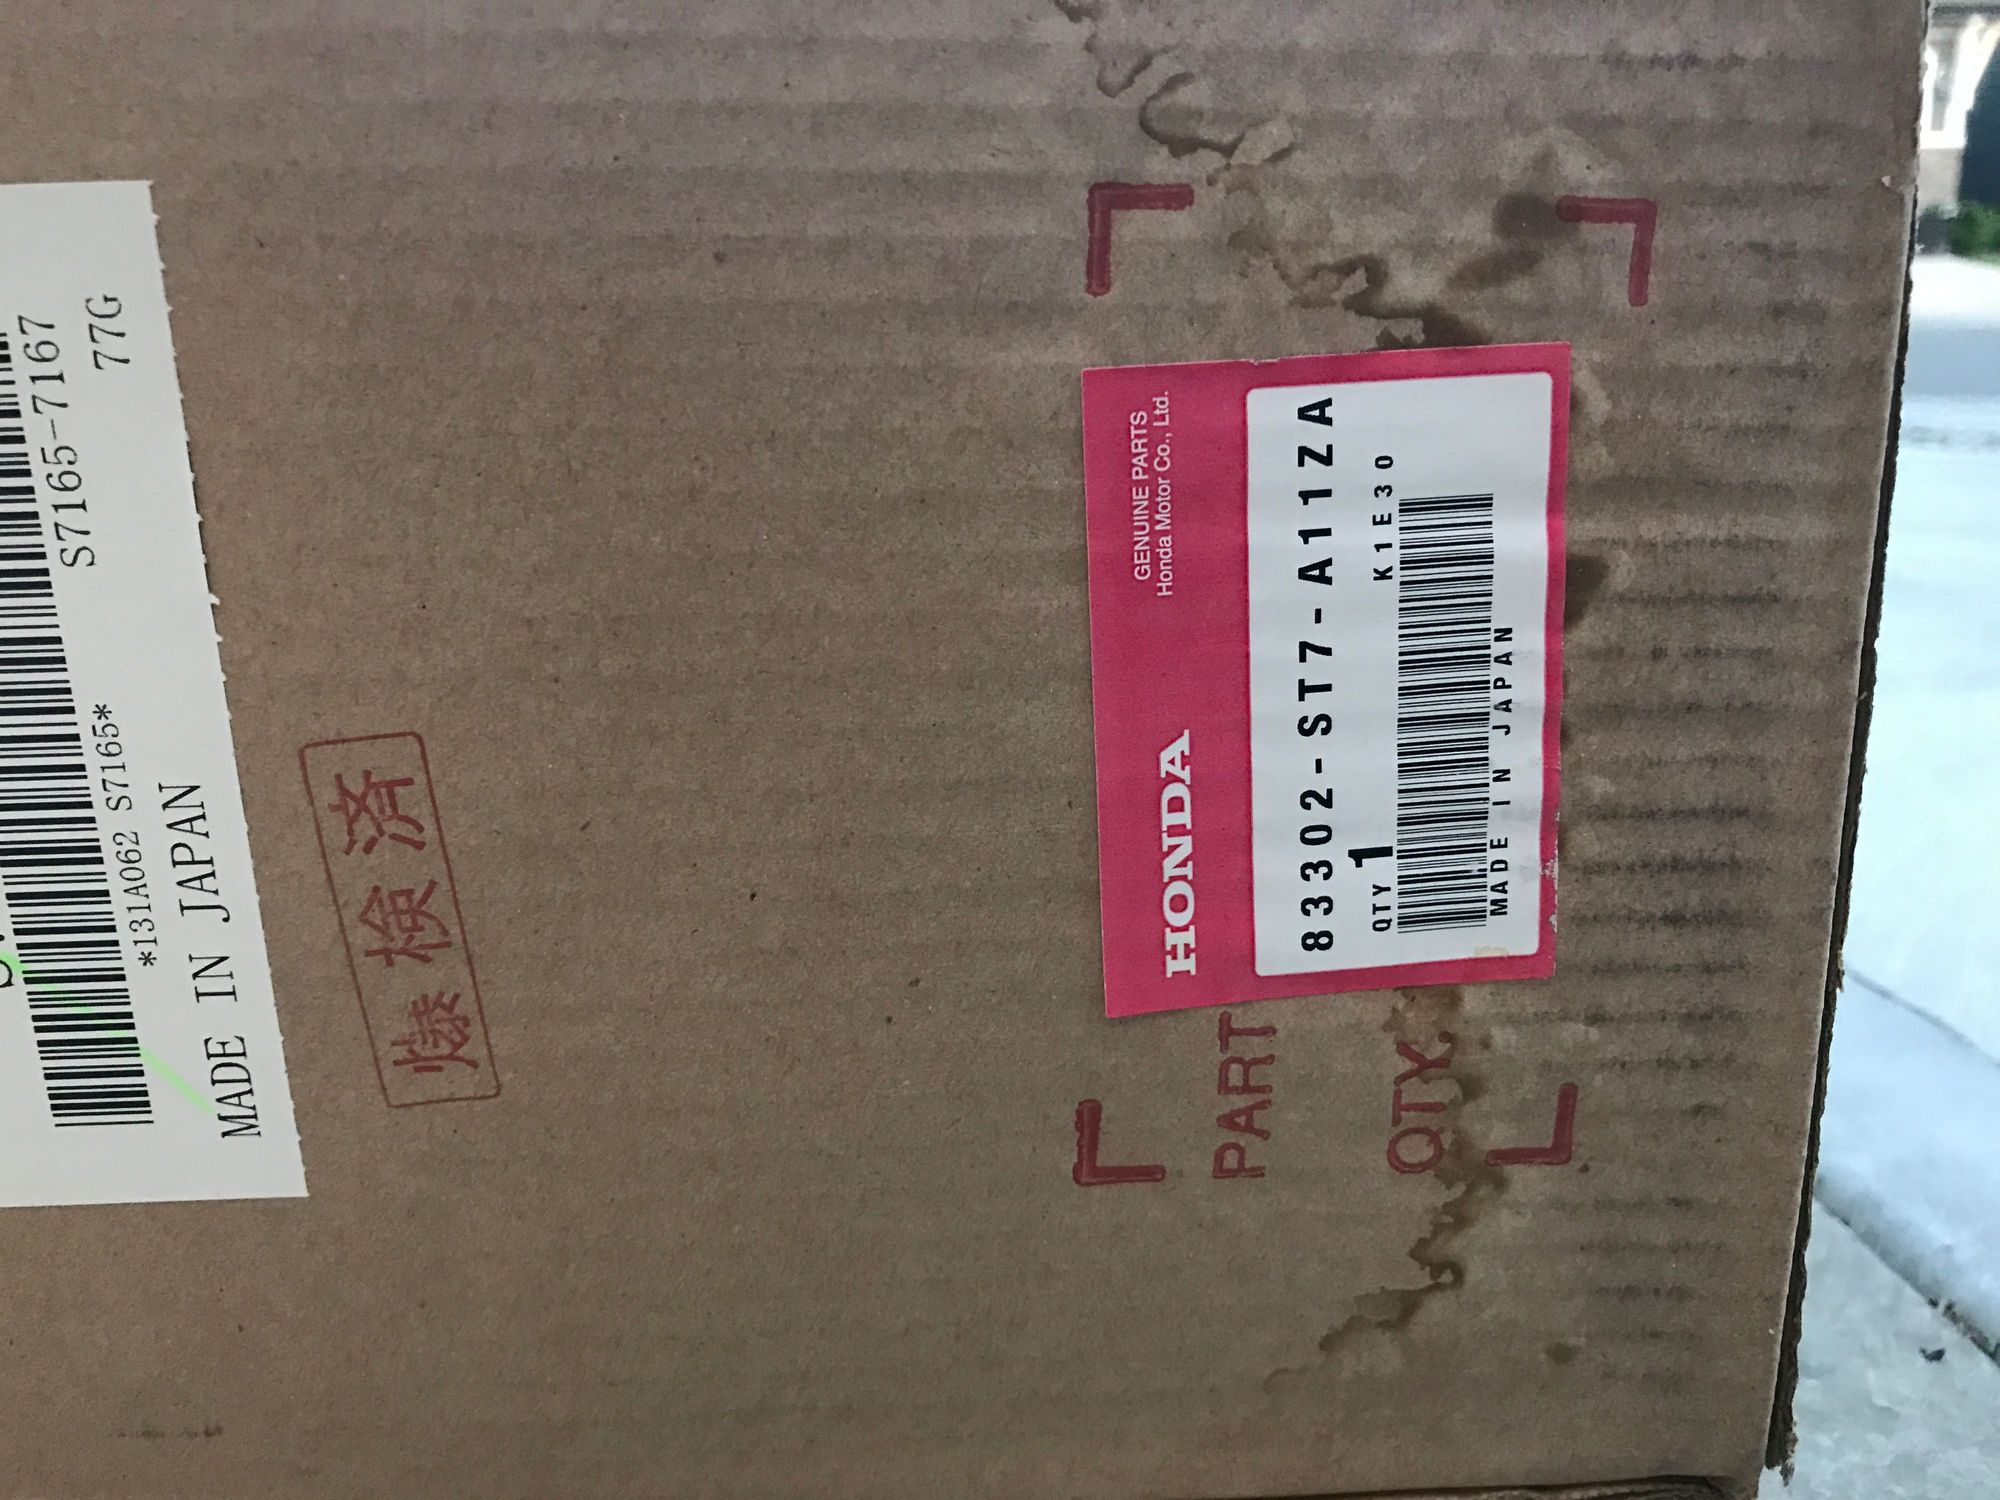 S7165-7167
77G
*131A062 S7165*
MADE IN JAPAN
爆検済
HONDA
GENUINE PARTS
Honda Motor Co., Ltd.
83302-ST7-A11ZA
QTY 1 K1E30
MADE IN JAPAN
PART
QTY.